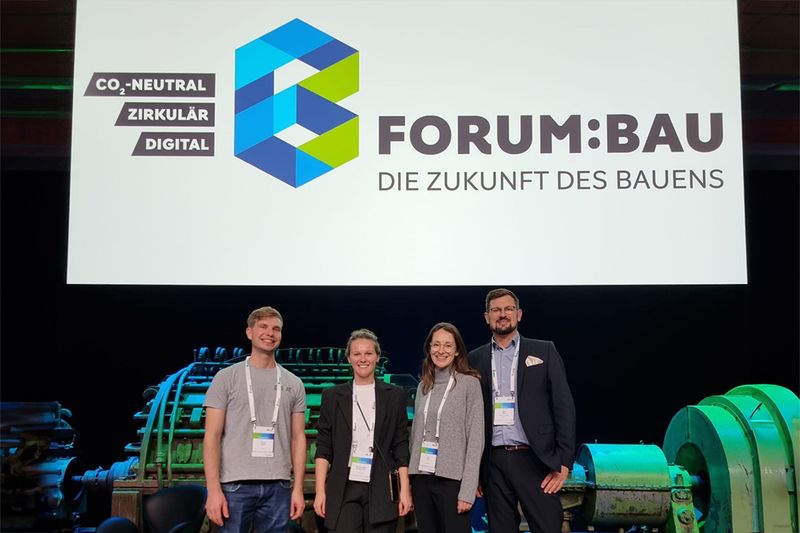 CO₂-NEUTRAL
ZIRKULÄR
DIGITAL
FORUM:BAU
DIE ZUKUNFT DES BAUENS